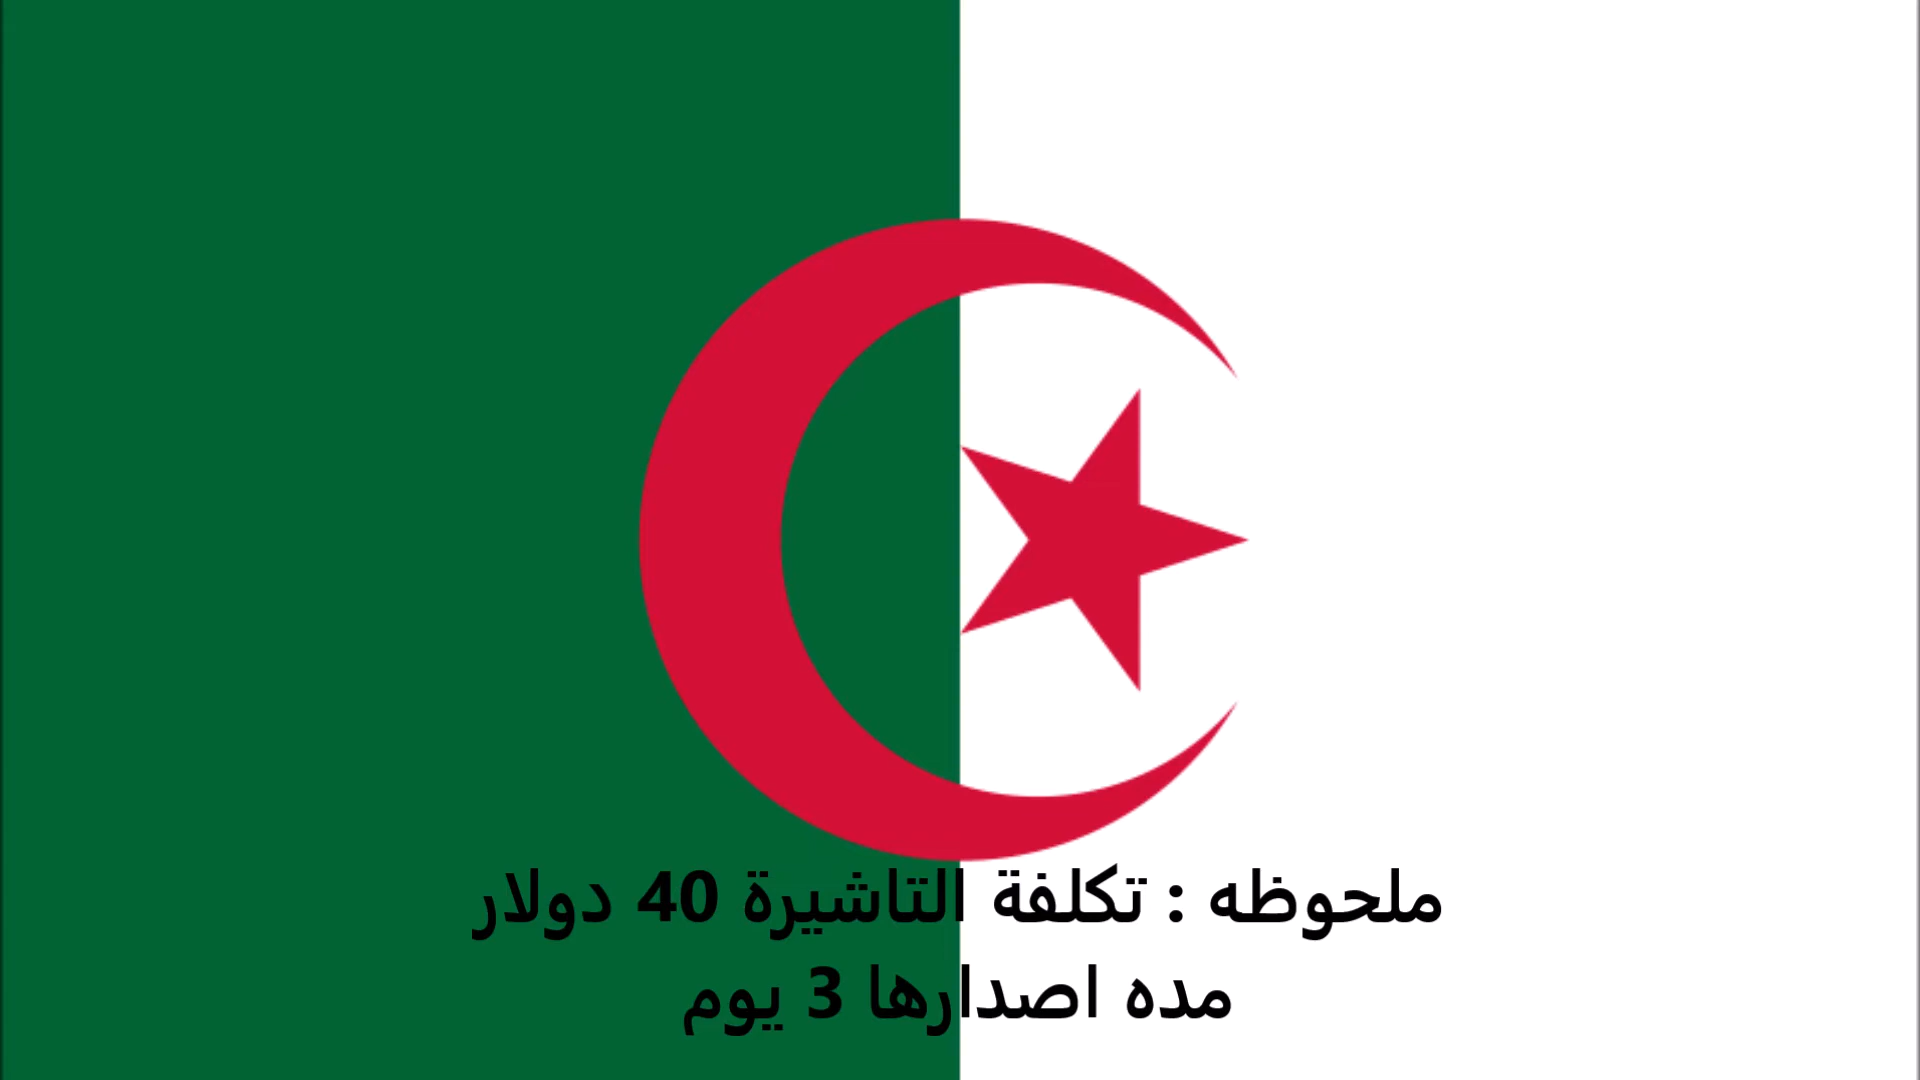 ملحوظه : تكلفة التاشيرة 40 دولار
مده اصدارها 3 يوم